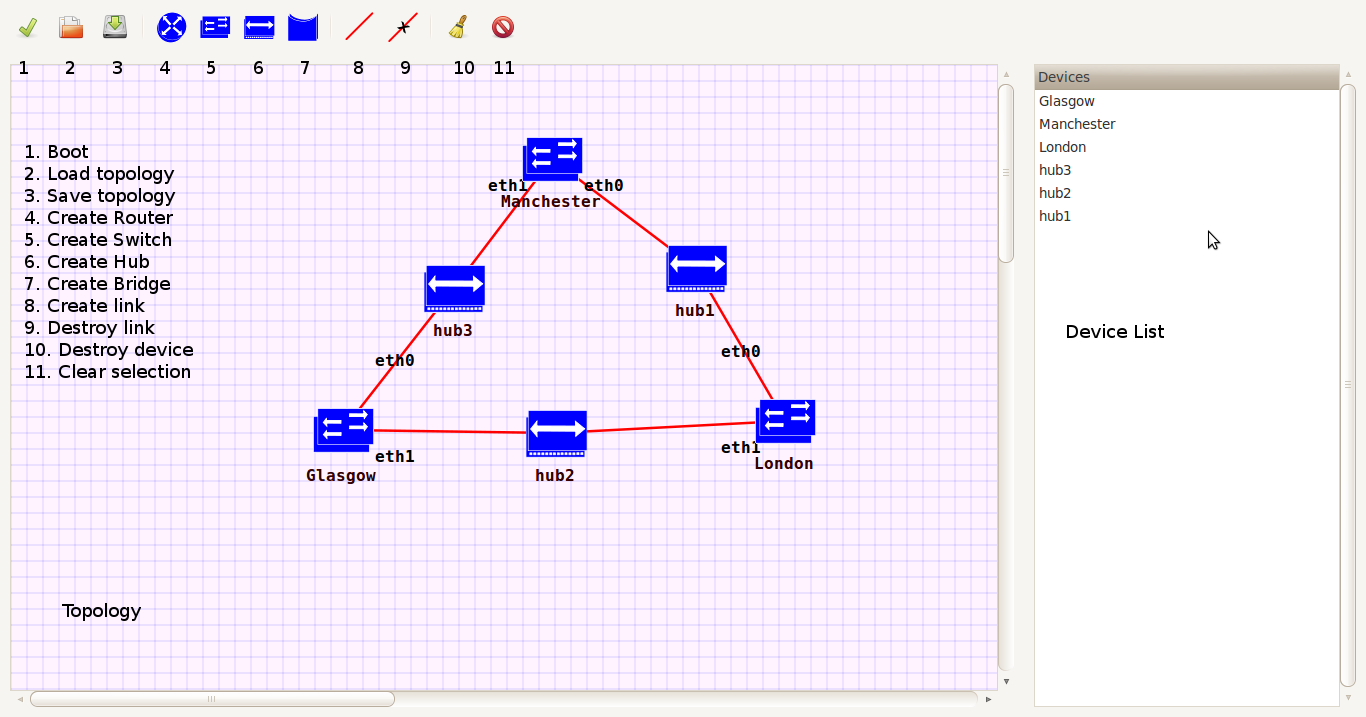 1 2 3 4 5 6 7 8 9 10 11
1. Boot
2. Load topology
3. Save topology
4. Create Router
5. Create Switch
6. Create Hub
7. Create Bridge
8. Create link
9. Destroy link
10. Destroy device
11. Clear selection
eth1 eth0
Manchester
hub3
hub1
eth0
eth0
eth1
eth1
Glasgow
hub2
London
Topology
Devices
Glasgow
Manchester
London
hub3
hub2
hub1
Device List